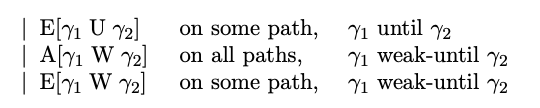 | E[γ₁ U γ₂] on some path, γ₁ until γ₂
| A[γ₁ W γ₂] on all paths, γ₁ weak-until γ₂
| E[γ₁ W γ₂] on some path, γ₁ weak-until γ₂